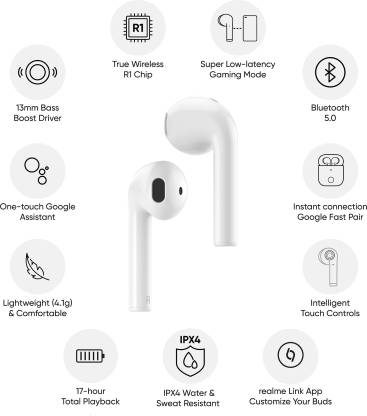 R1
True Wireless
R1 Chip
Super Low-latency
Gaming Mode
13mm Bass
Boost Driver
Bluetooth
5.0
One-touch Google
Assistant
Instant connection
Google Fast Pair
Lightweight (4.1g)
& Comfortable
Intelligent
Touch Controls
17-hour
Total Playback
IPX4
IPX4 Water &
Sweat Resistant
realme Link App
Customize Your Buds